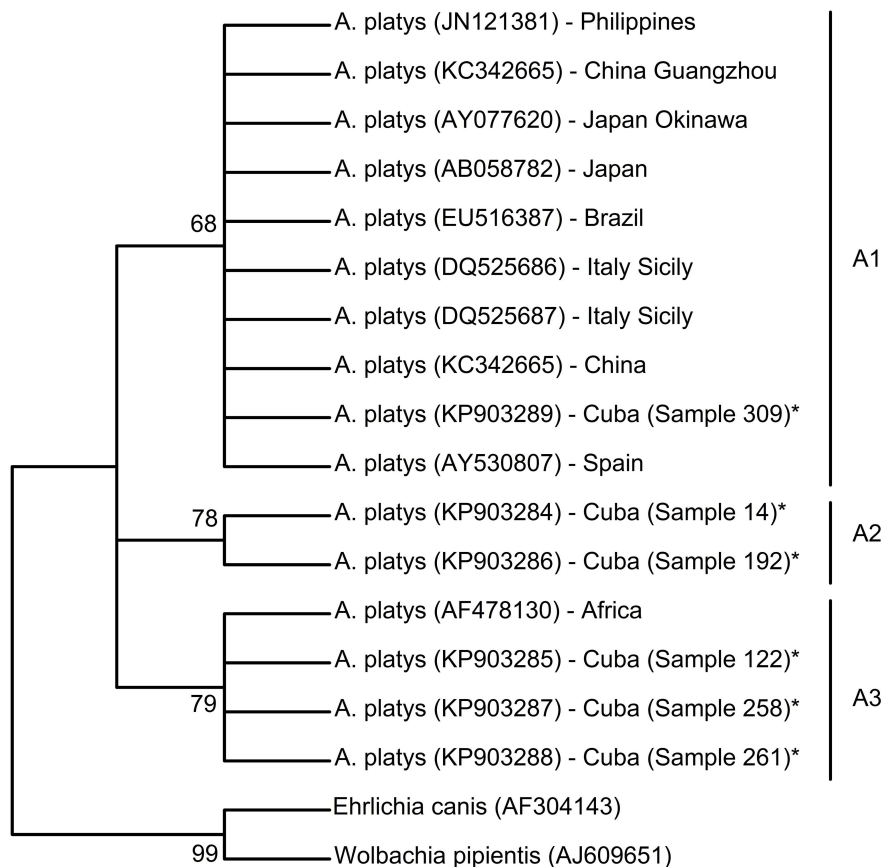 A. platys (JN121381) - Philippines
A. platys (KC342665) - China Guangzhou
A. platys (AY077620) - Japan Okinawa
A. platys (AB058782) - Japan
68
A. platys (EU516387) - Brazil
A1
A. platys (DQ525686) - Italy Sicily
A. platys (DQ525687) - Italy Sicily
A. platys (KC342665) - China
A. platys (KP903289) - Cuba (Sample 309)*
A. platys (AY530807) - Spain
78
A. platys (KP903284) - Cuba (Sample 14)*
A2
A. platys (KP903286) - Cuba (Sample 192)*
A. platys (AF478130) - Africa
A. platys (KP903285) - Cuba (Sample 122)*
A3
79
A. platys (KP903287) - Cuba (Sample 258)*
A. platys (KP903288) - Cuba (Sample 261)*
Ehrlichia canis (AF304143)
99
Wolbachia pipientis (AJ609651)